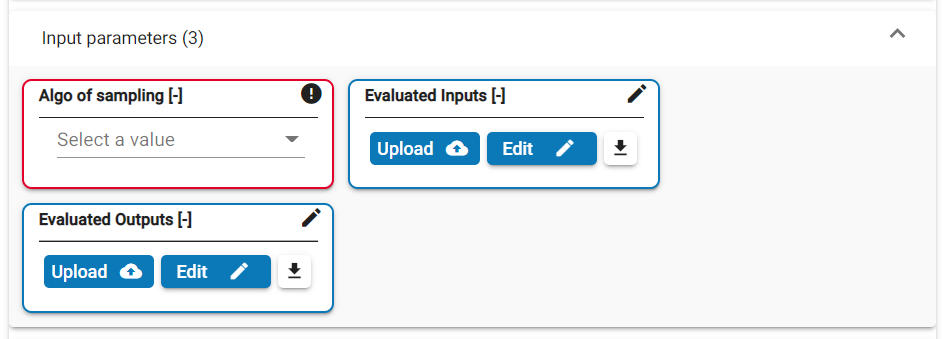 Input parameters (3)
Algo of sampling [-]
Select a value
Evaluated Inputs [-]
Upload
Edit
Evaluated Outputs [-]
Upload
Edit